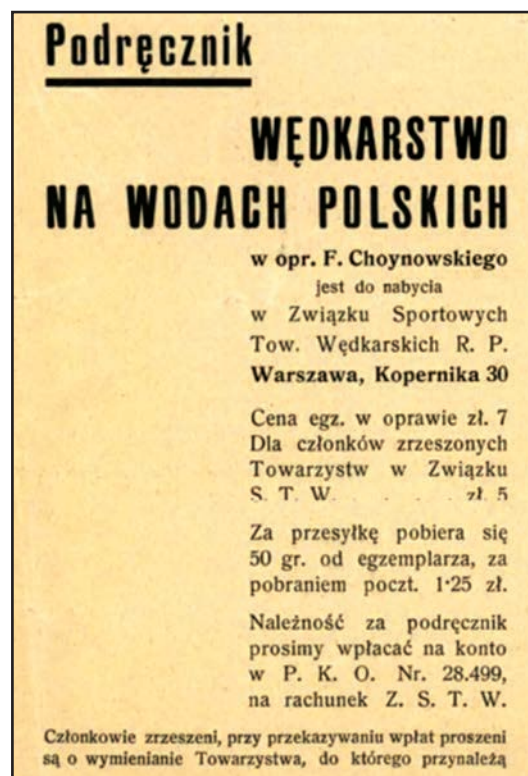 Podręcznik
WĘDKARSTWO
NA WODACH POLSKICH
w opr. F. Choynowskiego
jest do nabycia
w Związku Sportowych
Tow. Wędkarskich R. P.
Warszawa, Kopernika 30
Cena egz. w oprawie zł. 7
Dla członków zrzeszonych
Towarzystw w Związku
S. T. W. . . . . zł. 5
Za przesyłkę pobiera się
50 gr. od egzemplarza, za
pobraniem poczt. 1·25 zł.
Należność za podręcznik
prosimy wpłacać na konto
w P. K. O. Nr. 28.499,
na rachunek Z. S. T. W.
Członkowie zrzeszeni, przy przekazywaniu wpłat proszeni
są o wymienianie Towarzystwa, do którego przynależą